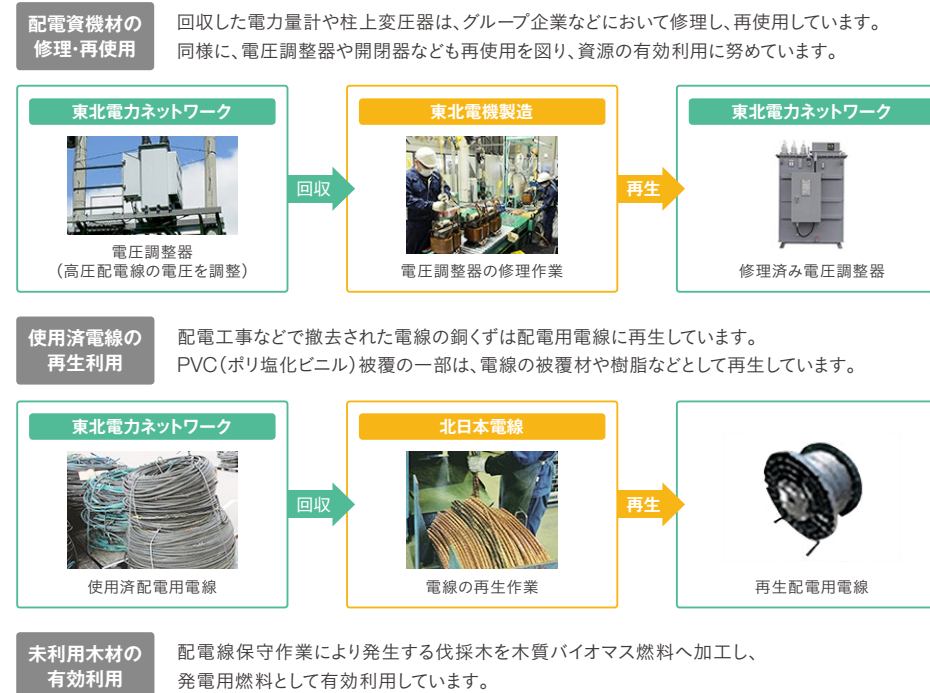 配電資機材の
修理・再使用
回収した電力量計や柱上変圧器は、グループ企業などにおいて修理し、再使用しています。
同様に、電圧調整器や開閉器なども再使用を図り、資源の有効利用に努めています。
東北電力ネットワーク
電圧調整器
（高圧配電線の電圧を調整）
回収
東北電機製造
電圧調整器の修理作業
再生
東北電力ネットワーク
修理済み電圧調整器
使用済電線の
再生利用
配電工事などで撤去された電線の銅くずは配電用電線に再生しています。
PVC（ポリ塩化ビニル）被覆の一部は、電線の被覆材や樹脂などとして再生しています。
東北電力ネットワーク
使用済配電用電線
回収
北日本電線
電線の再生作業
再生
再生配電用電線
未利用木材の
有効利用
配電線保守作業により発生する伐採木を木質バイオマス燃料へ加工し、
発電用燃料として有効利用しています。